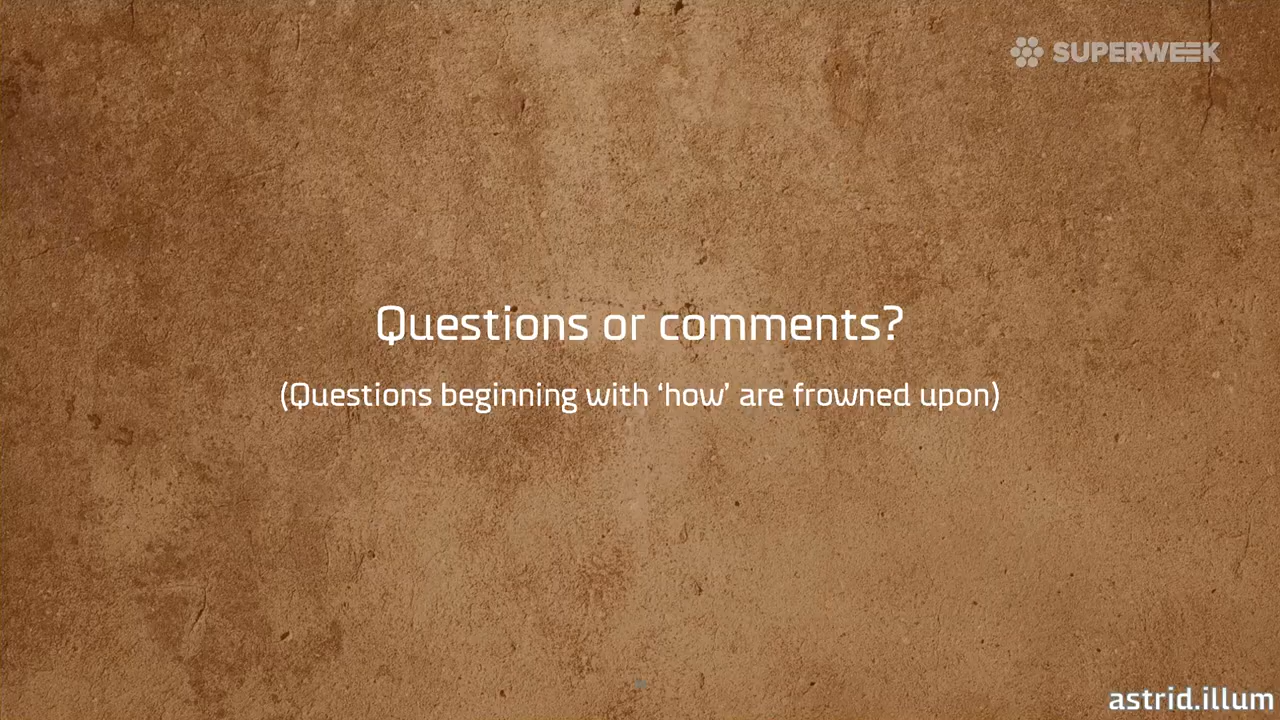 SUPERWEEK
Questions or comments?
(Questions beginning with ‘how’ are frowned upon)
astrid.illum